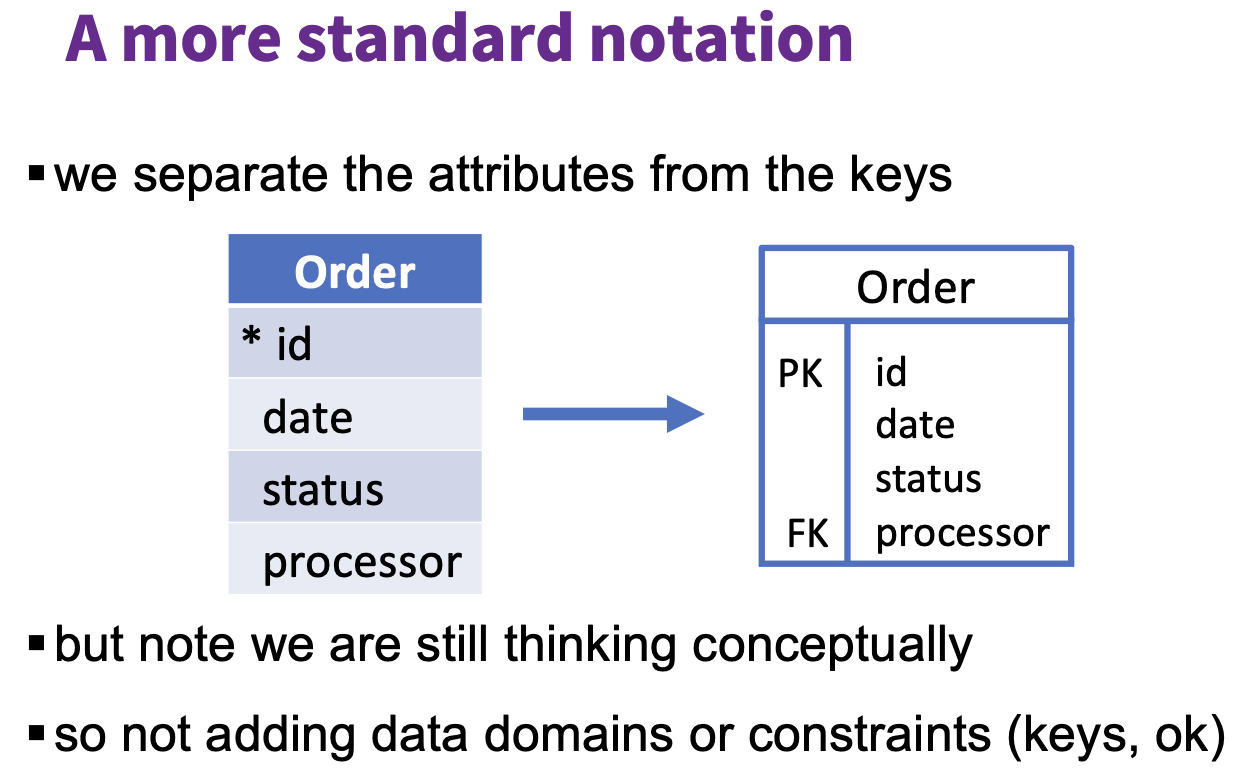 A more standard notation
▪ we separate the attributes from the keys
Order
* id
date
status
processor
Order
PK id
date
status
FK processor
▪ but note we are still thinking conceptually
▪ so not adding data domains or constraints (keys, ok)